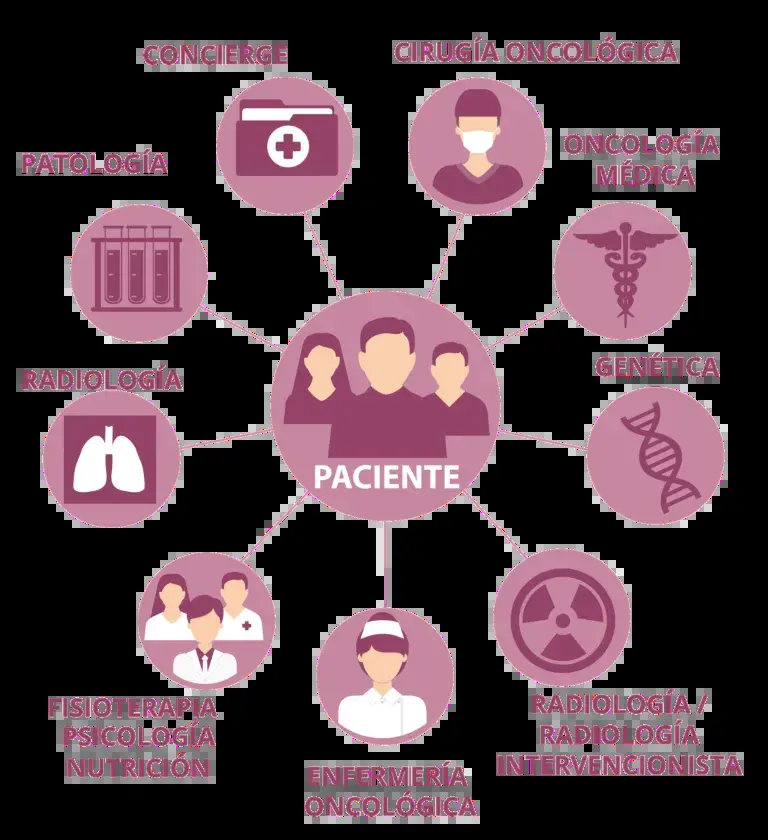 CONCIERGE
CIRUGÍA ONCOLÓGICA
ONCOLOGÍA
MÉDICA
PATOLOGÍA
GENÉTICA
RADIOLOGÍA
PACIENTE
RADIOLOGÍA /
RADIOLOGÍA
INTERVENCIONISTA
FISIOTERAPIA
PSICOLOGÍA
NUTRICIÓN
ENFERMERÍA
ONCOLÓGICA